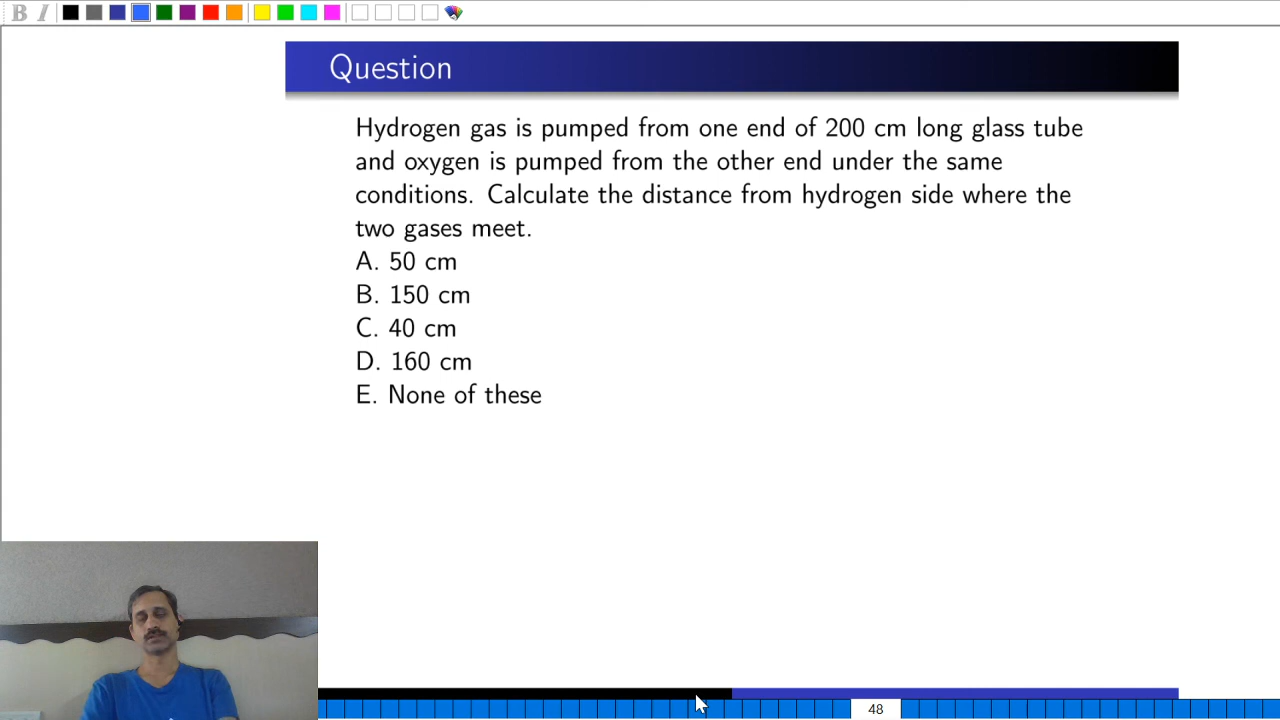 B I
Question
Hydrogen gas is pumped from one end of 200 cm long glass tube
and oxygen is pumped from the other end under the same
conditions. Calculate the distance from hydrogen side where the
two gases meet.
A. 50 cm
B. 150 cm
C. 40 cm
D. 160 cm
E. None of these
48